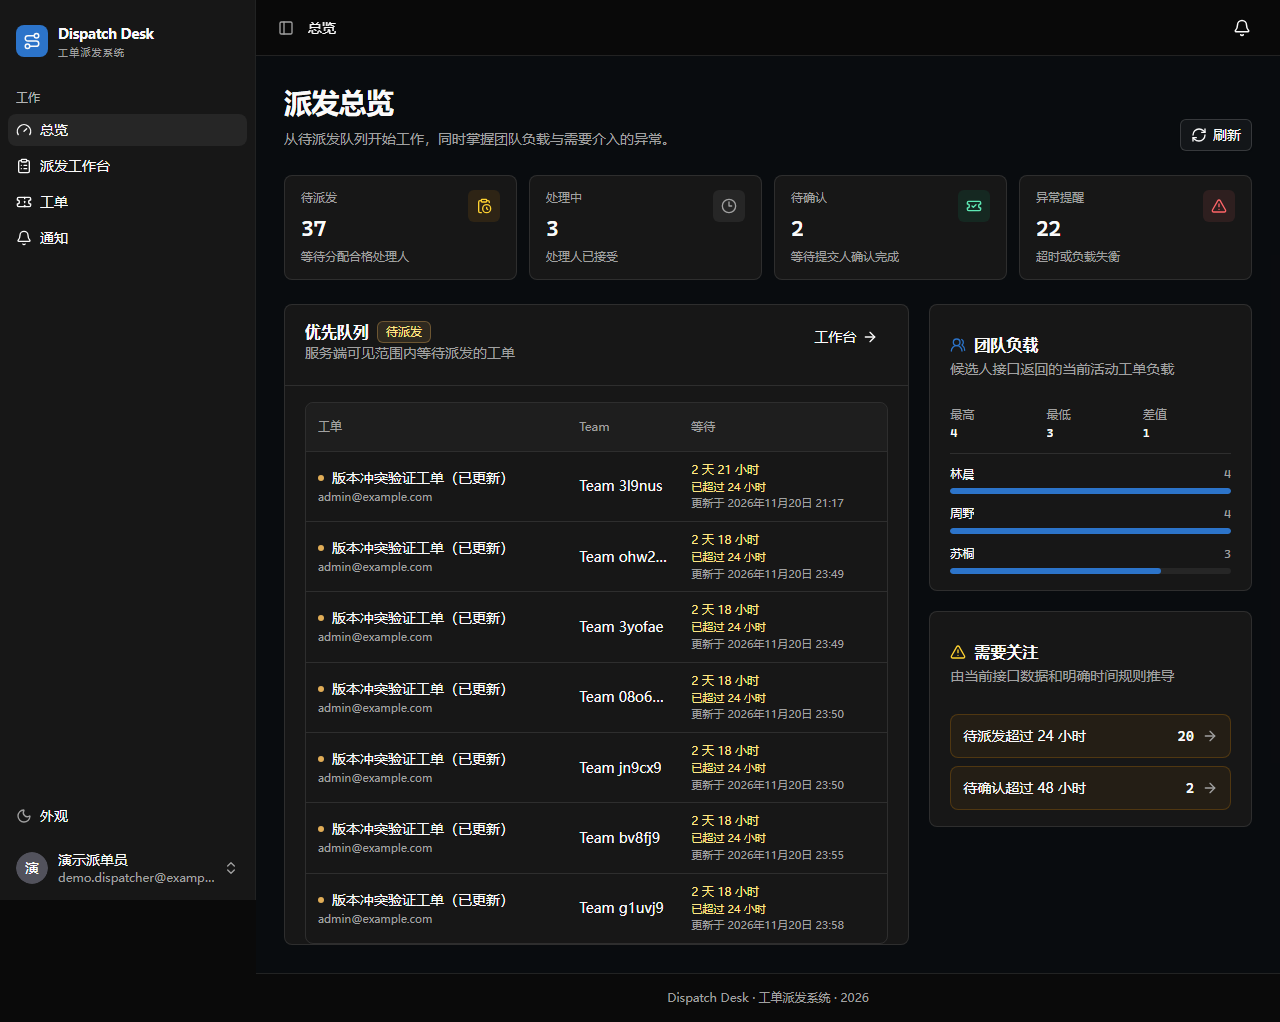 Dispatch Desk
工单派发系统
工作
总览
派发工作台
工单
通知
外观
演
演示派单员
demo.dispatcher@examp...
总览
派发总览
从待派发队列开始工作，同时掌握团队负载与需要介入的异常。
刷新
待派发
37
等待分配合格处理人
处理中
3
处理人已接受
待确认
2
等待提交人确认完成
异常提醒
22
超时或负载失衡
优先队列 待派发
服务端可见范围内等待派发的工单
工作台
工单 Team 等待
版本冲突验证工单（已更新）
admin@example.com
Team 3l9nus
2 天 21 小时
已超过 24 小时
更新于 2026年11月20日 21:17
版本冲突验证工单（已更新）
admin@example.com
Team ohw2...
2 天 18 小时
已超过 24 小时
更新于 2026年11月20日 23:49
版本冲突验证工单（已更新）
admin@example.com
Team 3yofae
2 天 18 小时
已超过 24 小时
更新于 2026年11月20日 23:49
版本冲突验证工单（已更新）
admin@example.com
Team 08o6...
2 天 18 小时
已超过 24 小时
更新于 2026年11月20日 23:50
版本冲突验证工单（已更新）
admin@example.com
Team jn9cx9
2 天 18 小时
已超过 24 小时
更新于 2026年11月20日 23:50
版本冲突验证工单（已更新）
admin@example.com
Team bv8fj9
2 天 18 小时
已超过 24 小时
更新于 2026年11月20日 23:55
版本冲突验证工单（已更新）
admin@example.com
Team g1uvj9
2 天 18 小时
已超过 24 小时
更新于 2026年11月20日 23:58
团队负载
候选人接口返回的当前活动工单负载
最高 最低 差值
4 3 1
林晨 4
周野 4
苏桐 3
需要关注
由当前接口数据和明确时间规则推导
待派发超过 24 小时 20
待确认超过 48 小时 2
Dispatch Desk · 工单派发系统 · 2026